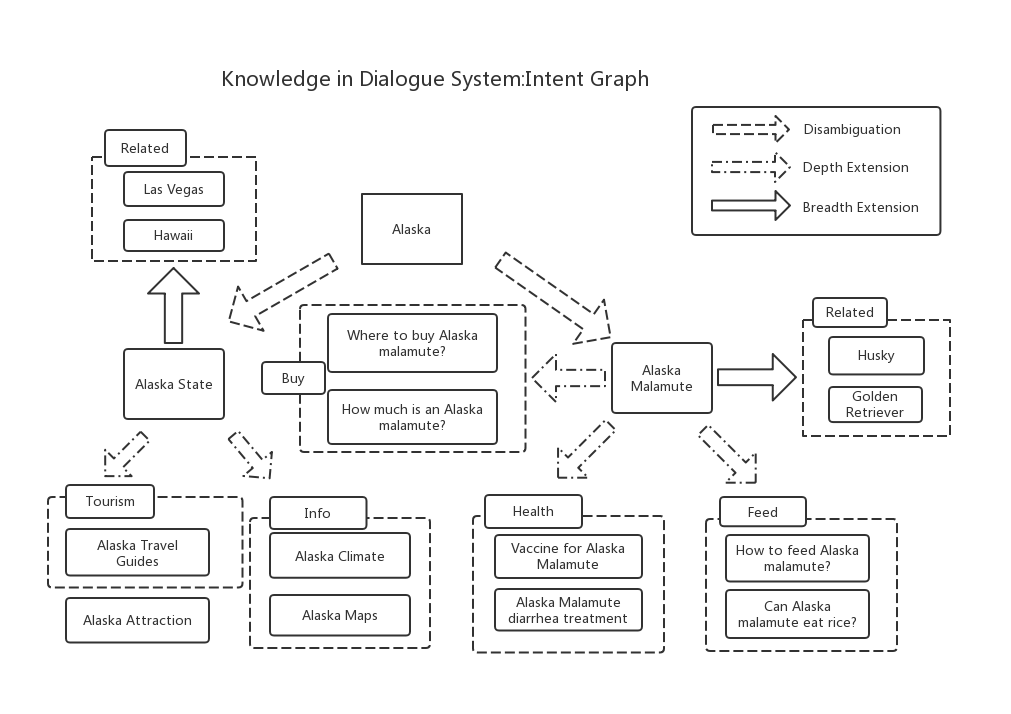 Knowledge in Dialogue System:Intent Graph
Disambiguation
Depth Extension
Breadth Extension
Related
Las Vegas
Hawaii
Alaska
Alaska State
Buy
Where to buy Alaska
malamute?
How much is an Alaska
malamute?
Alaska
Malamute
Related
Husky
Golden
Retriever
Tourism
Alaska Travel
Guides
Alaska Attraction
Info
Alaska Climate
Alaska Maps
Health
Vaccine for Alaska
Malamute
Alaska Malamute
diarrhea treatment
Feed
How to feed Alaska
malamute?
Can Alaska
malamute eat rice?